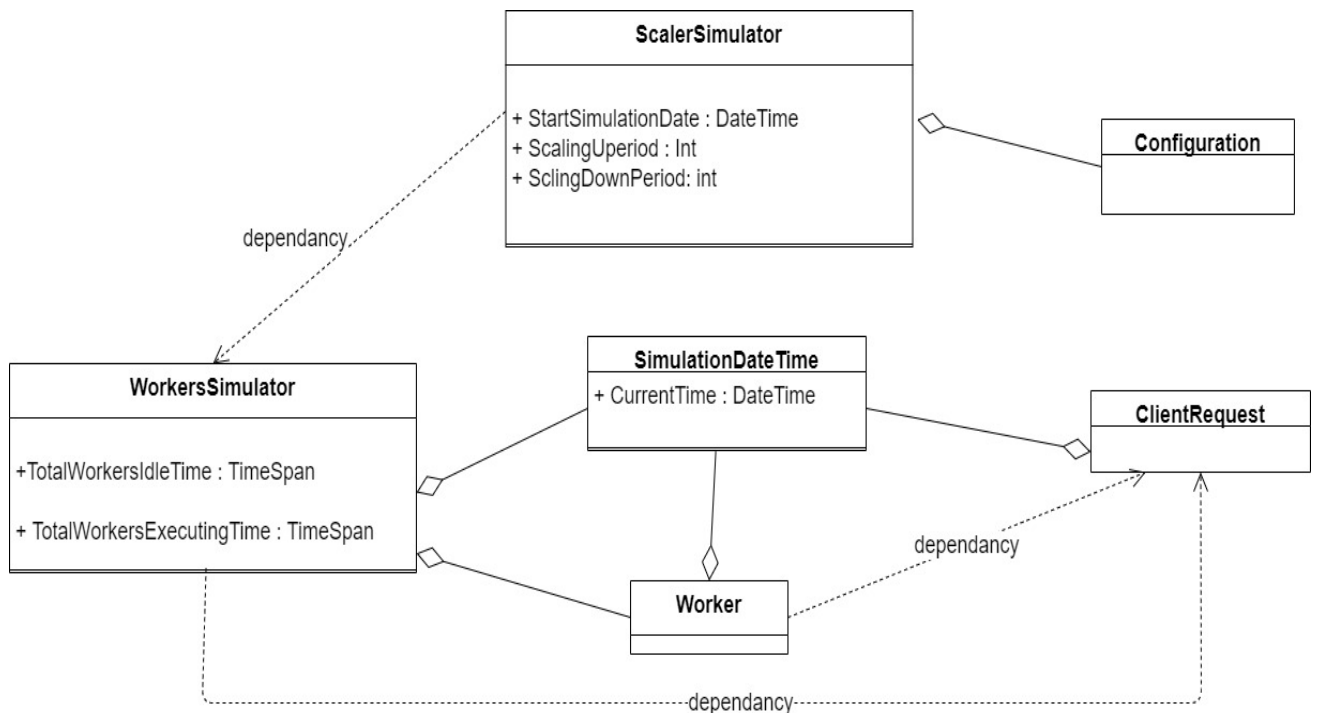 ScalerSimulator
+ StartSimulationDate : DateTime
+ ScalingUperiod : Int
+ SclingDownPeriod: int
Configuration
dependancy
WorkersSimulator
+TotalWorkersIdleTime : TimeSpan
+ TotalWorkersExecutingTime : TimeSpan
SimulationDateTime
+ CurrentTime : DateTime
ClientRequest
dependancy
Worker
dependancy